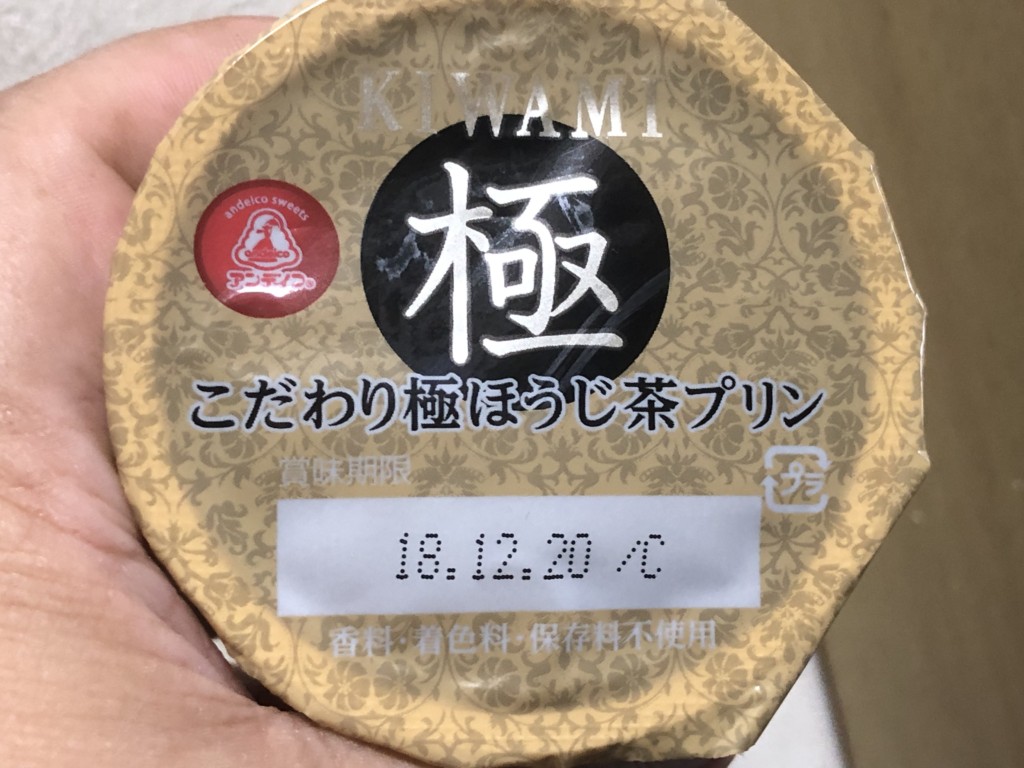 KIWAMI
極
andeico sweets
andeico
アンデイコ®
こだわり極ほうじ茶プリン
賞味期限
プラ
18.12.20 /C
香料・着色料・保存料不使用